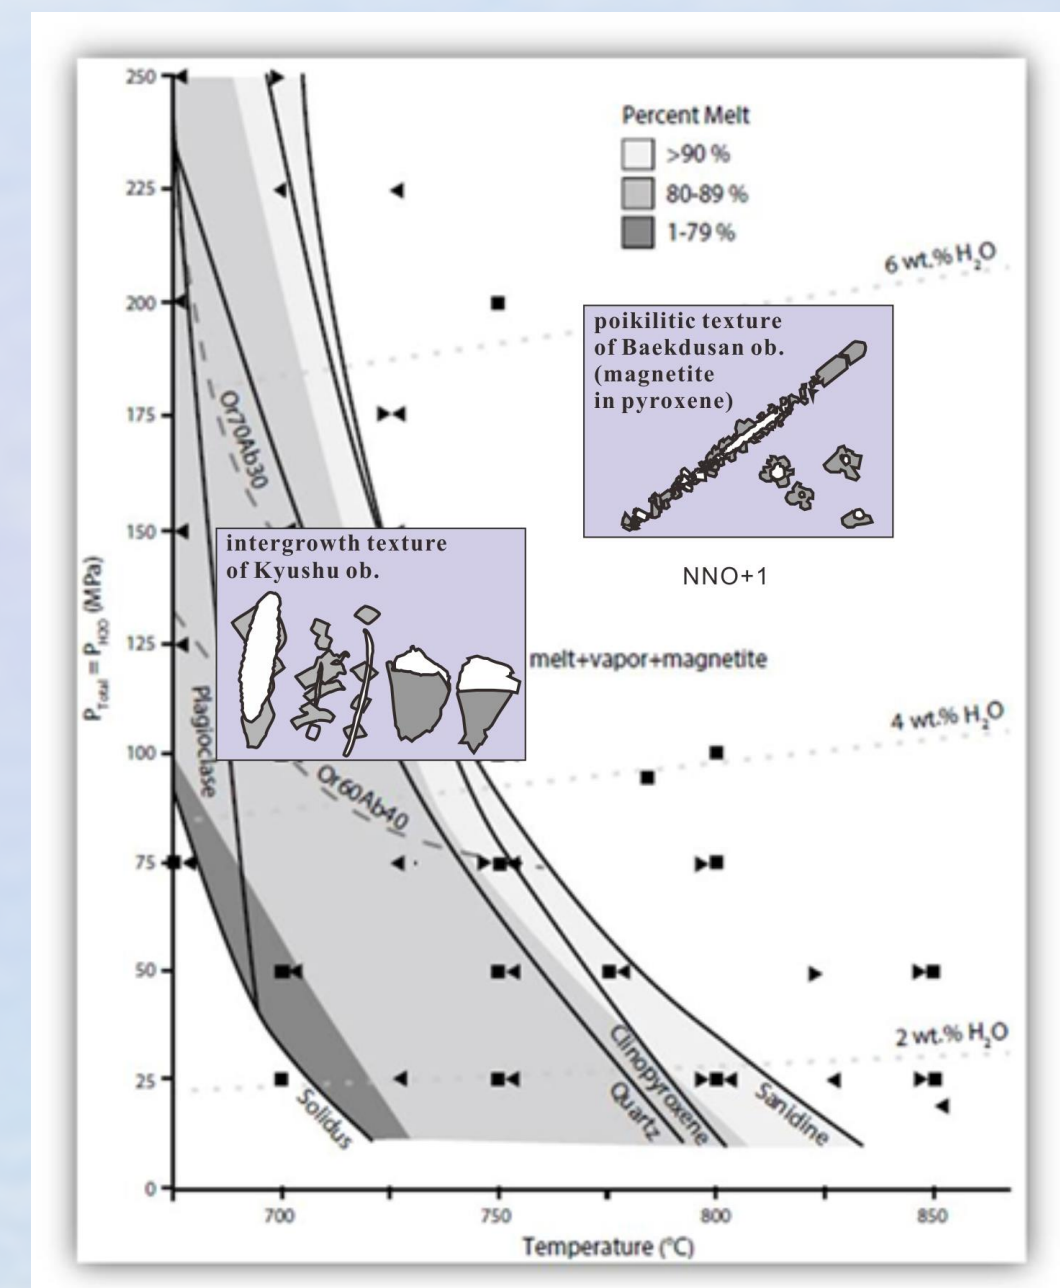 250
225
200
175
150
125
100
75
50
25
0
P_Total = P_H2O (MPa)
700
750
800
850
Temperature (°C)
Percent Melt
>90 %
80-89 %
1-79 %
6 wt.% H₂O
poikilitic texture
of Baekdusan ob.
(magnetite
in pyroxene)
NNO+1
Or70Ab30
intergrowth texture
of Kyushu ob.
melt+vapor+magnetite
4 wt.% H₂O
Plagioclase
Or60Ab40
2 wt.% H₂O
Solidus
Clinopyroxene
Quartz
Sanidine